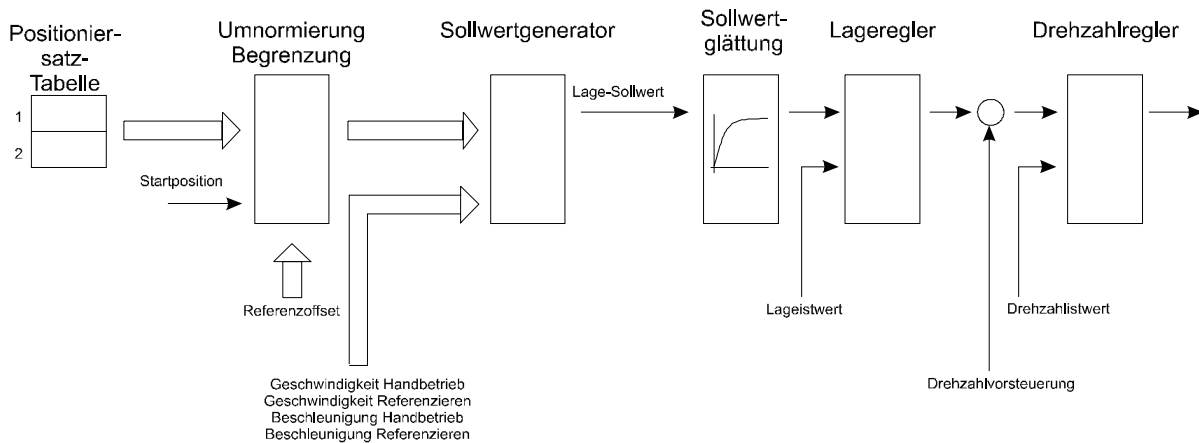 Positionier-
satz-
Tabelle
1
2
Umnormierung
Begrenzung
Startposition
Referenzoffset
Sollwertgenerator
Geschwindigkeit Handbetrieb
Geschwindigkeit Referenzieren
Beschleunigung Handbetrieb
Beschleunigung Referenzieren
Lage-Sollwert
Sollwert-
glättung
Lageregler
Lageistwert
Drehzahlvorsteuerung
Drehzahlregler
Drehzahlistwert